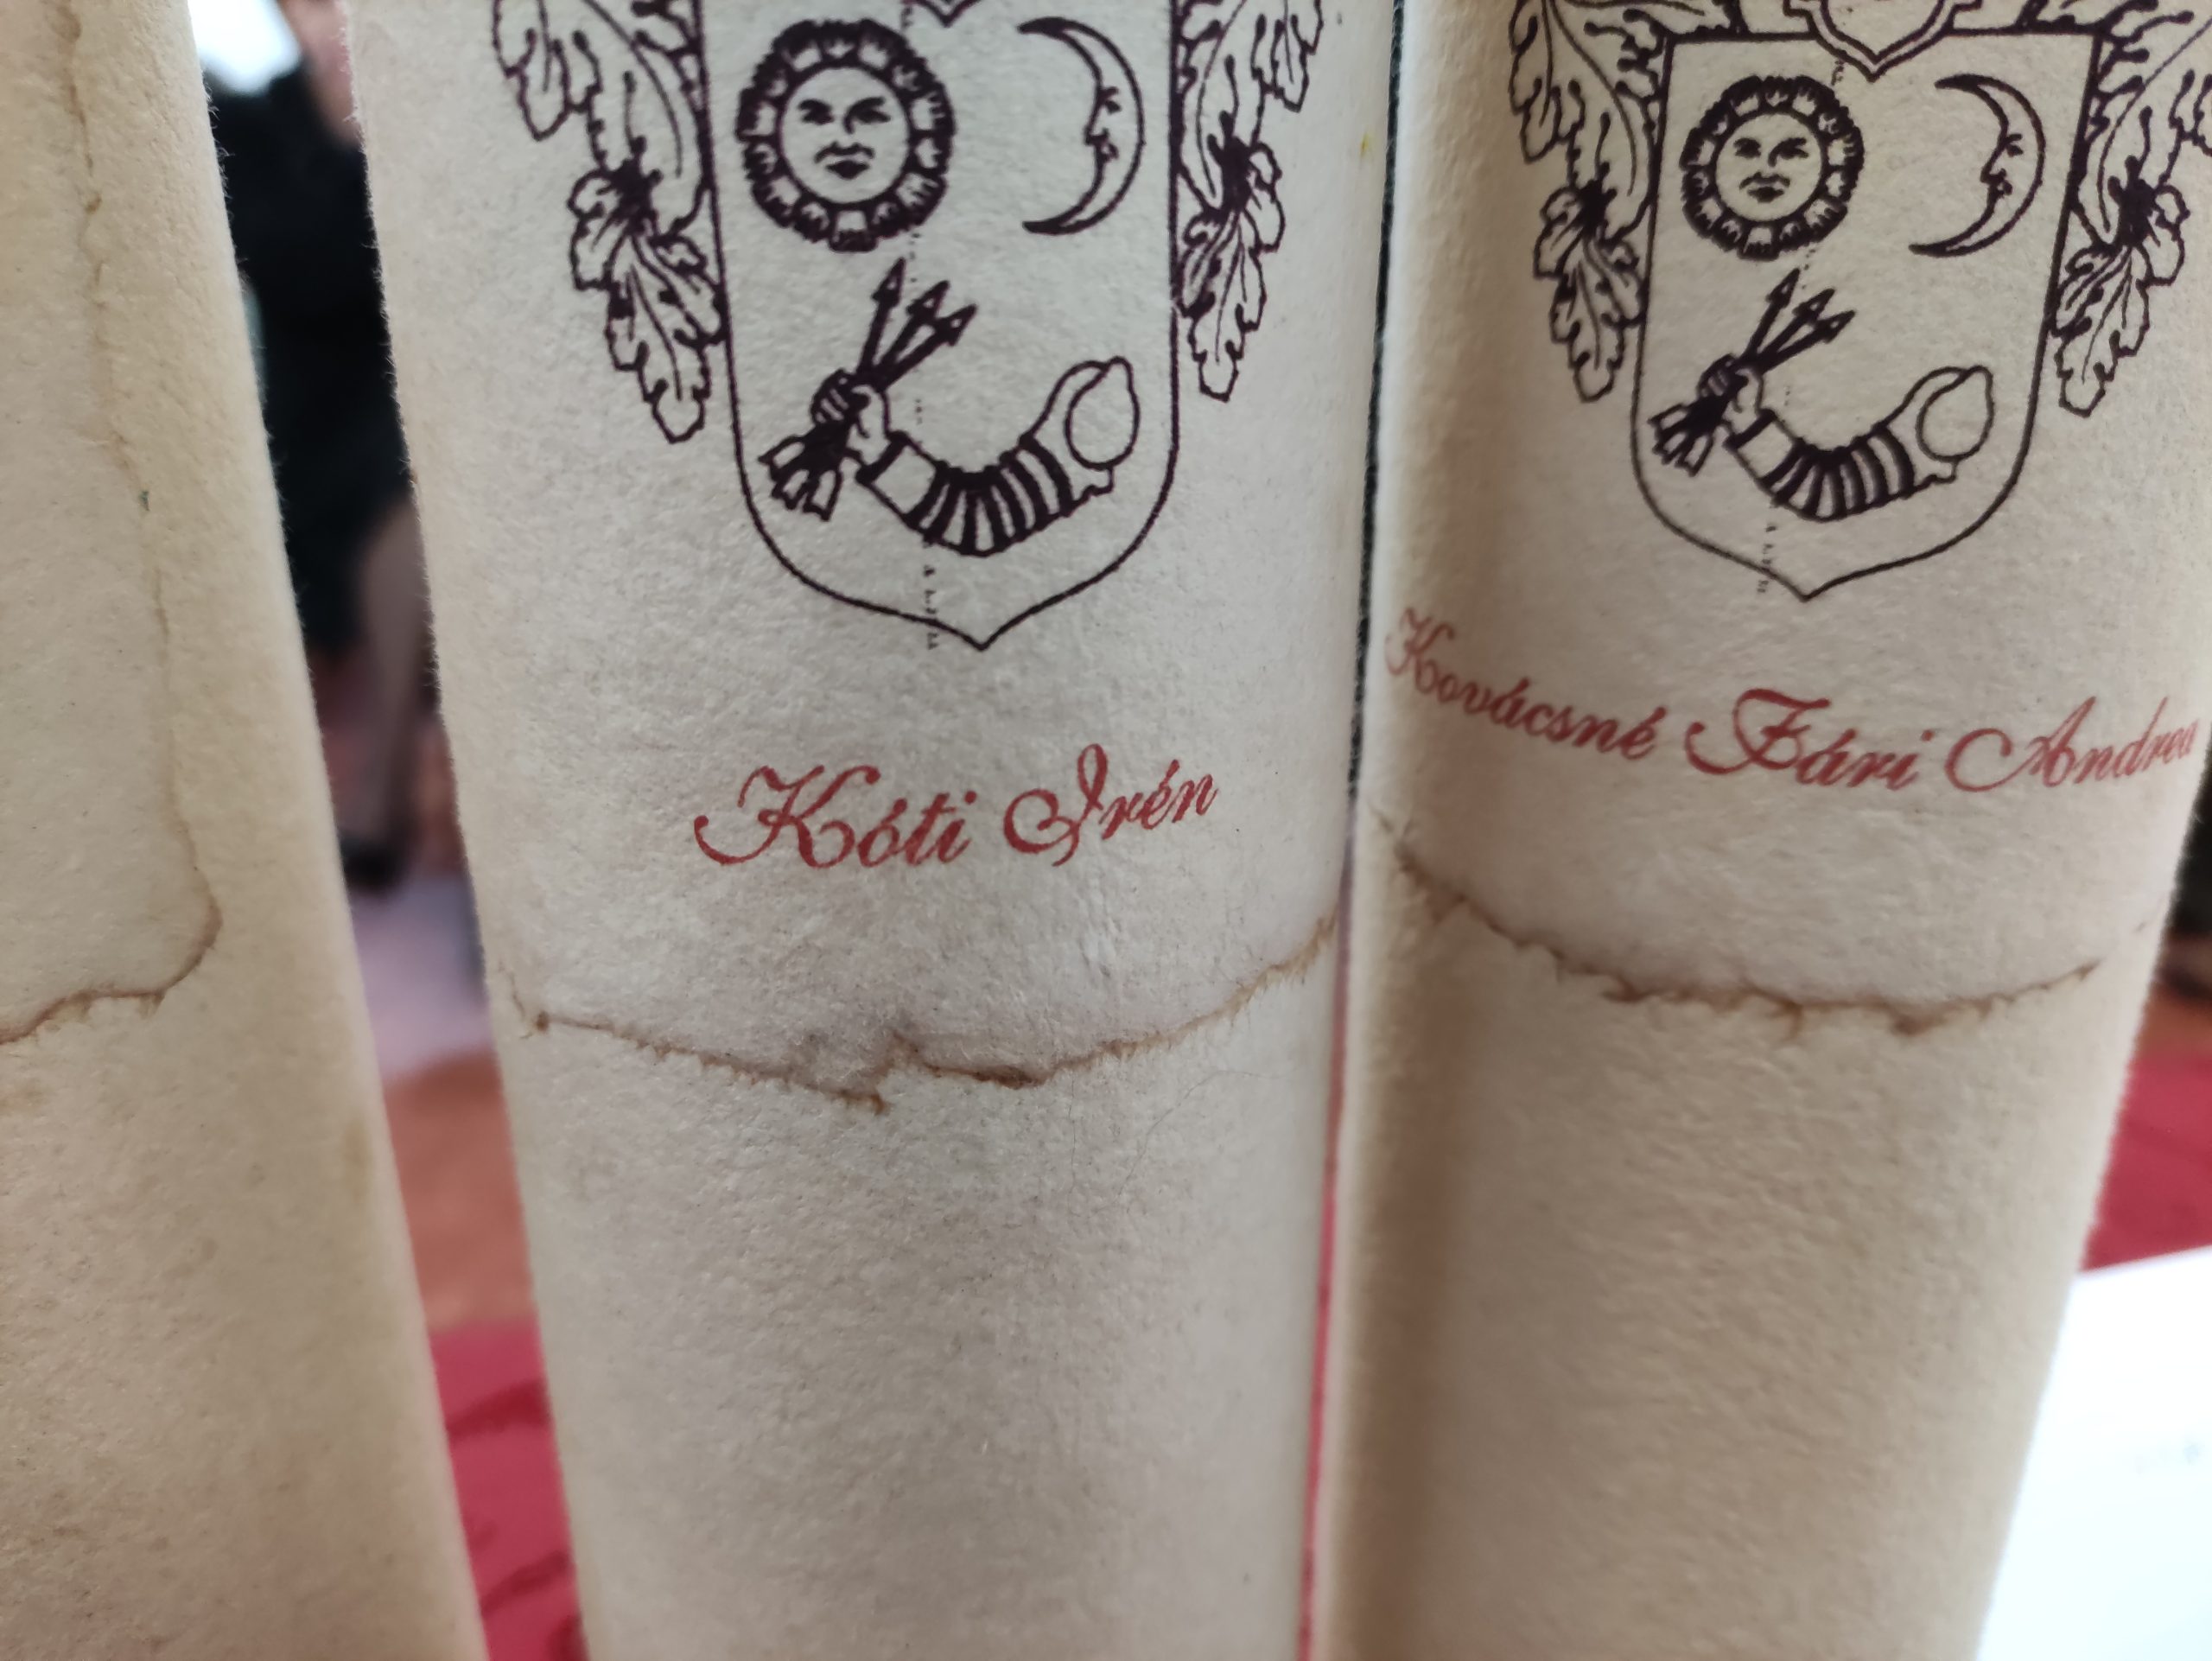 Kóti Irén
Kovácsné Fári Andrea